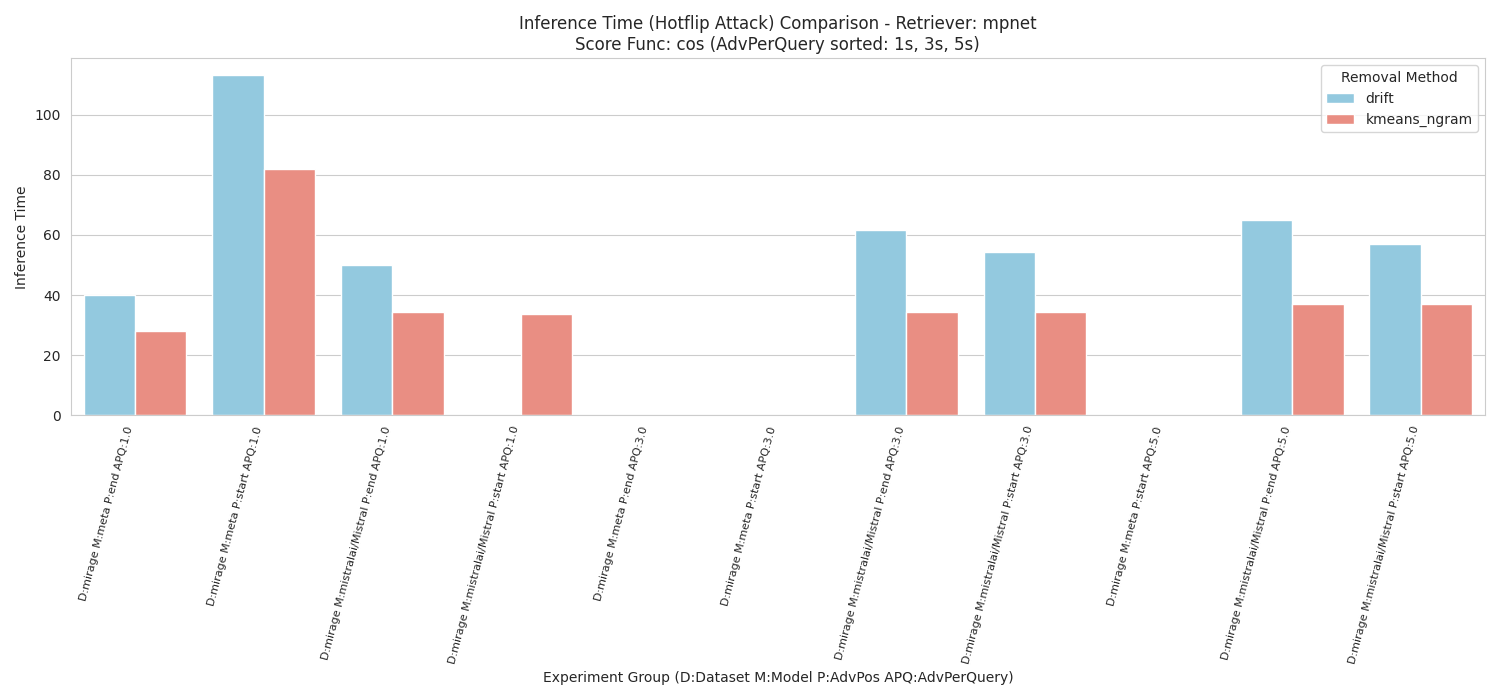 Inference Time (Hotflip Attack) Comparison - Retriever: mpnet
Score Func: cos (AdvPerQuery sorted: 1s, 3s, 5s)
Removal Method
drift
kmeans_ngram
Inference Time
100
80
60
40
20
0
D:mirage M:meta P:end APQ:1.0
D:mirage M:meta P:start APQ:1.0
D:mirage M:mistralai/Mistral P:end APQ:1.0
D:mirage M:mistralai/Mistral P:start APQ:1.0
D:mirage M:meta P:end APQ:3.0
D:mirage M:meta P:start APQ:3.0
D:mirage M:mistralai/Mistral P:end APQ:3.0
D:mirage M:mistralai/Mistral P:start APQ:3.0
D:mirage M:meta P:start APQ:5.0
D:mirage M:mistralai/Mistral P:end APQ:5.0
D:mirage M:mistralai/Mistral P:start APQ:5.0
Experiment Group (D:Dataset M:Model P:AdvPos APQ:AdvPerQuery)